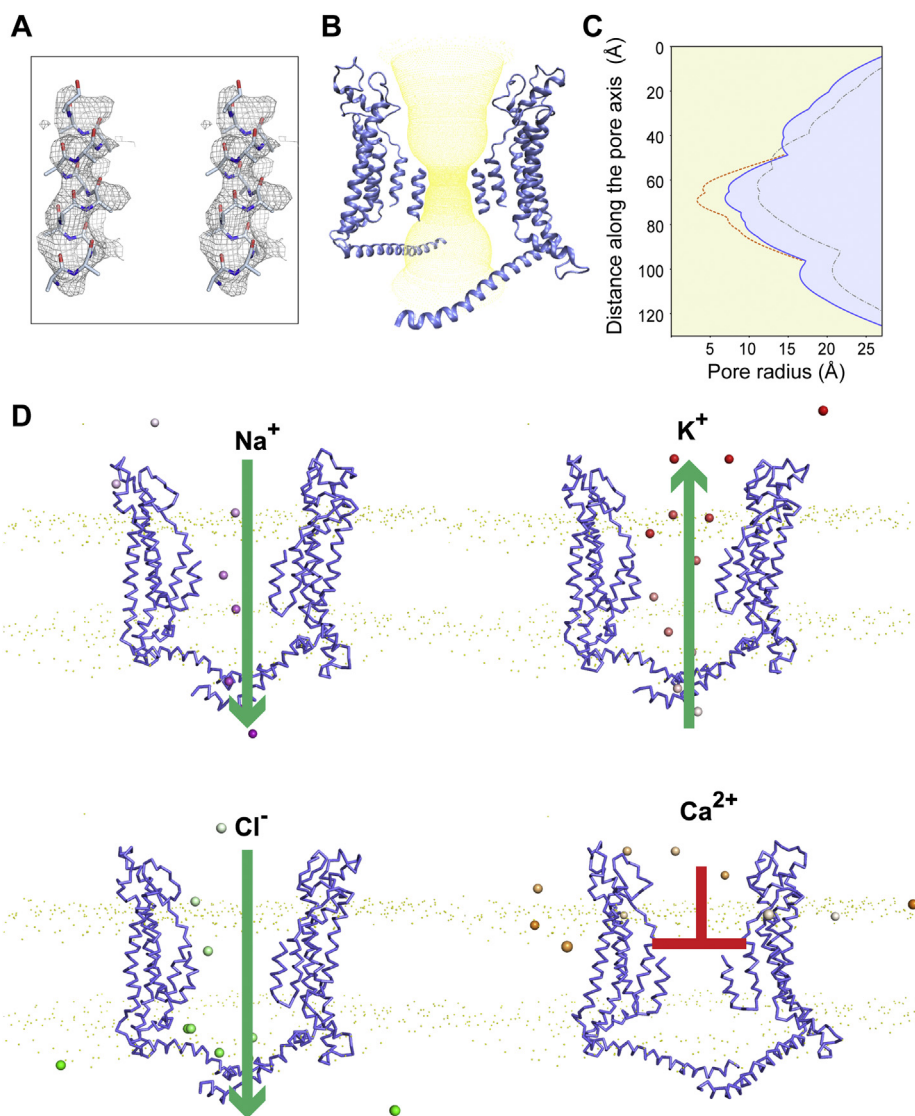 A
B
C
Distance along the pore axis (Å)
0
20
40
60
80
100
120
5
10
15
20
25
Pore radius (Å)
D
Na+
K+
Cl-
Ca2+